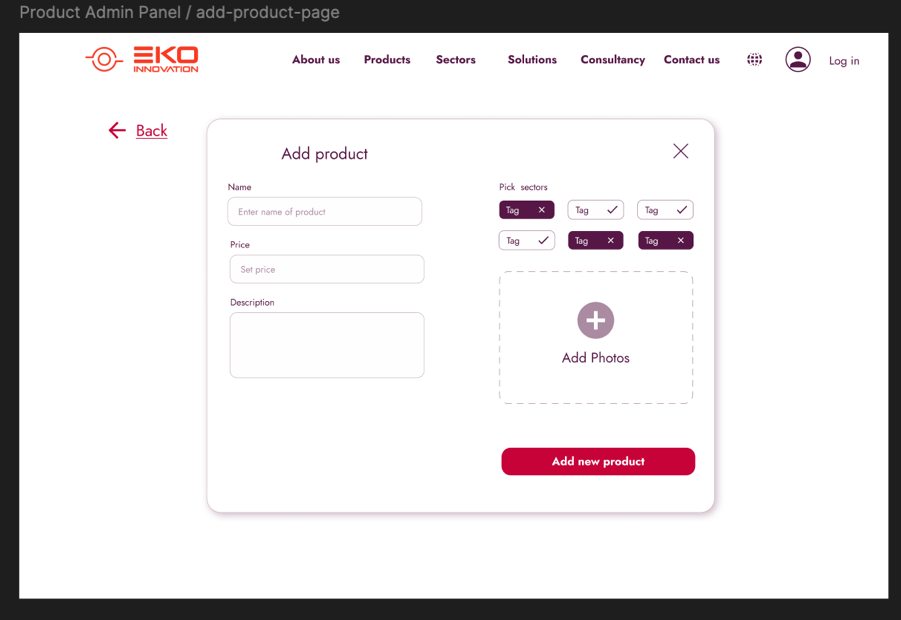 Product Admin Panel / add-product-page
EKO
INNOVATION
About us Products Sectors Solutions Consultancy Contact us Log in
Back
Add product
Name
Enter name of product
Price
Set price
Description
Pick sectors
Tag Tag Tag
Tag Tag Tag
Add Photos
Add new product